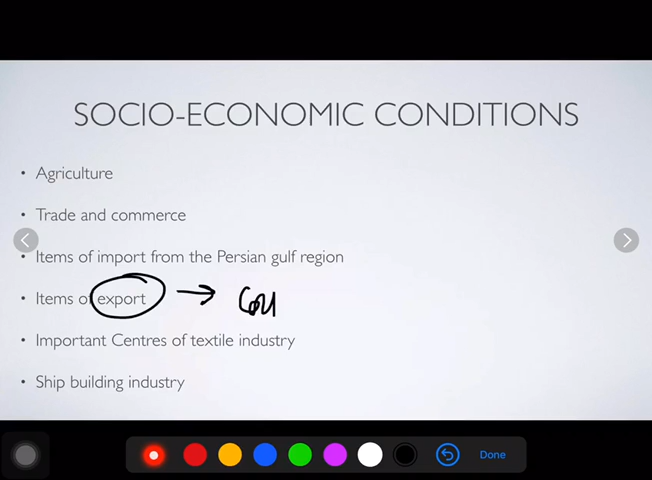 SOCIO-ECONOMIC CONDITIONS
• Agriculture
• Trade and commerce
• Items of import from the Persian gulf region
• Items of export →
• Important Centres of textile industry
• Ship building industry
Done